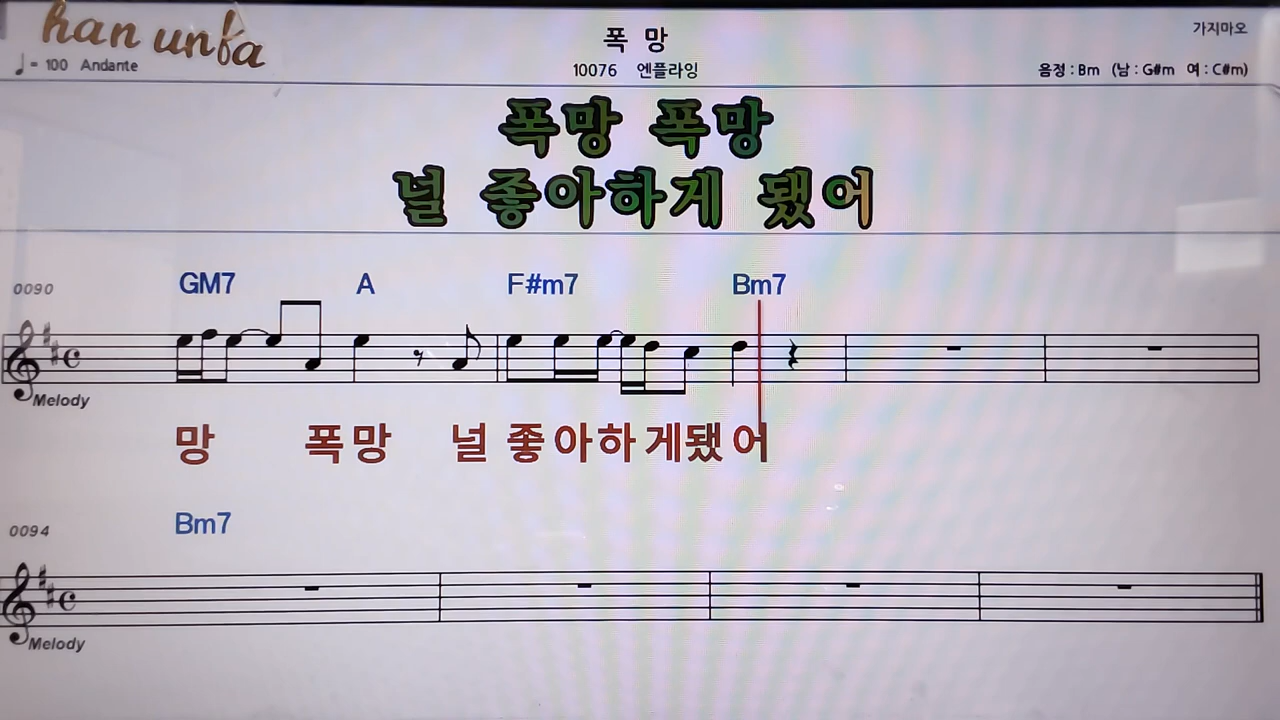 han unfa
폭 망
가지마오
♩= 100 Andante
10076 엔플라잉
음정 : Bm (남 : G#m 여 : C#m)
폭망 폭망
널 좋아하게 됐어
0090 GM7 A F#m7 Bm7
Melody
망 폭망 널 좋아하게됐어
0094 Bm7
Melody